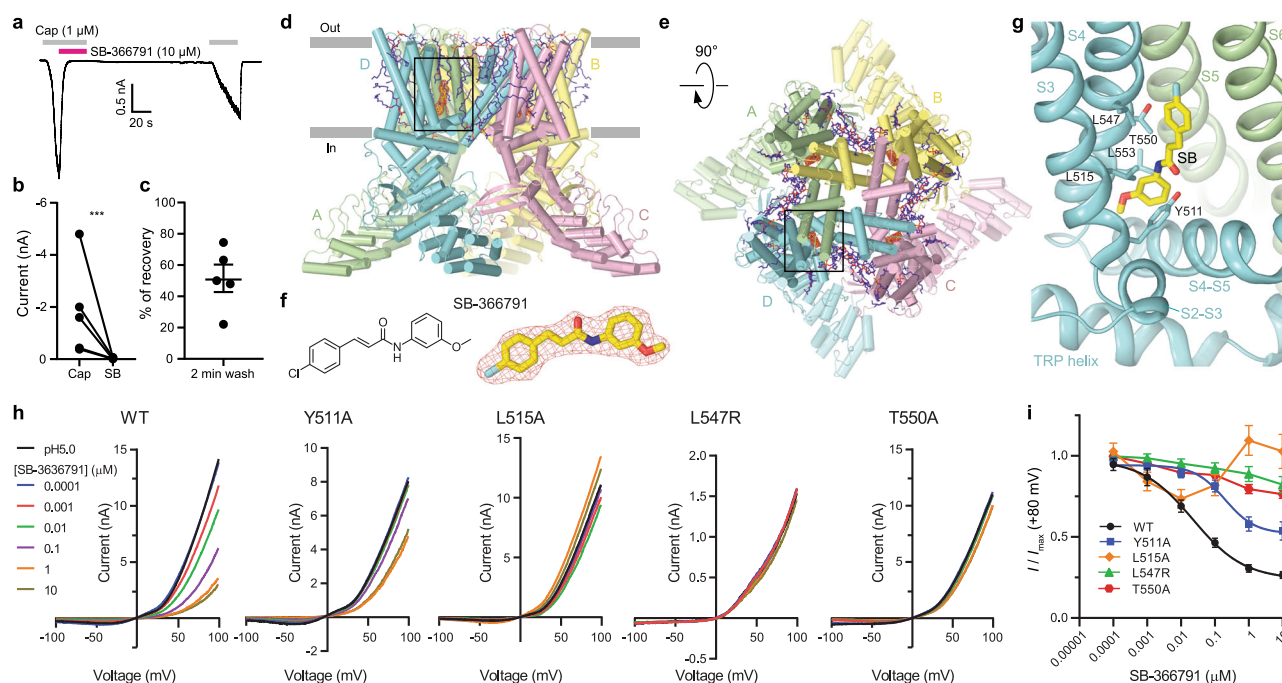 a
Cap (1 µM)
SB-366791 (10 µM)
0.5 nA
20 s
b
-6
-4
-2
0
Current (nA)
***
Cap
SB
c
100
80
60
40
20
0
% of recovery
2 min wash
d
Out
In
D
B
A
C
e
90°
A
B
D
C
f
SB-366791
O
N
H
O
Cl
g
S4
S3
S6
S5
S5
L547
T550
L553
SB
L515
Y511
S4-S5
S2-S3
TRP helix
h
WT
Y511A
L515A
L547R
T550A
pH5.0
[SB-3636791] (µM)
0.0001
0.001
0.01
0.1
1
10
Current (nA)
15
10
5
-100
-50
50
100
Voltage (mV)
Current (nA)
10
8
6
4
2
-2
-100
-50
50
100
Voltage (mV)
Current (nA)
15
10
5
-100
-50
50
100
Voltage (mV)
Current (nA)
2.0
1.5
1.0
0.5
-0.5
-100
-50
50
100
Voltage (mV)
Current (nA)
15
10
5
-100
-50
50
100
Voltage (mV)
i
I / Imax (+80 mV)
1.0
0.5
0.0
WT
Y511A
L515A
L547R
T550A
0.00001
0.0001
0.001
0.01
0.1
1
SB-366791 (µM)